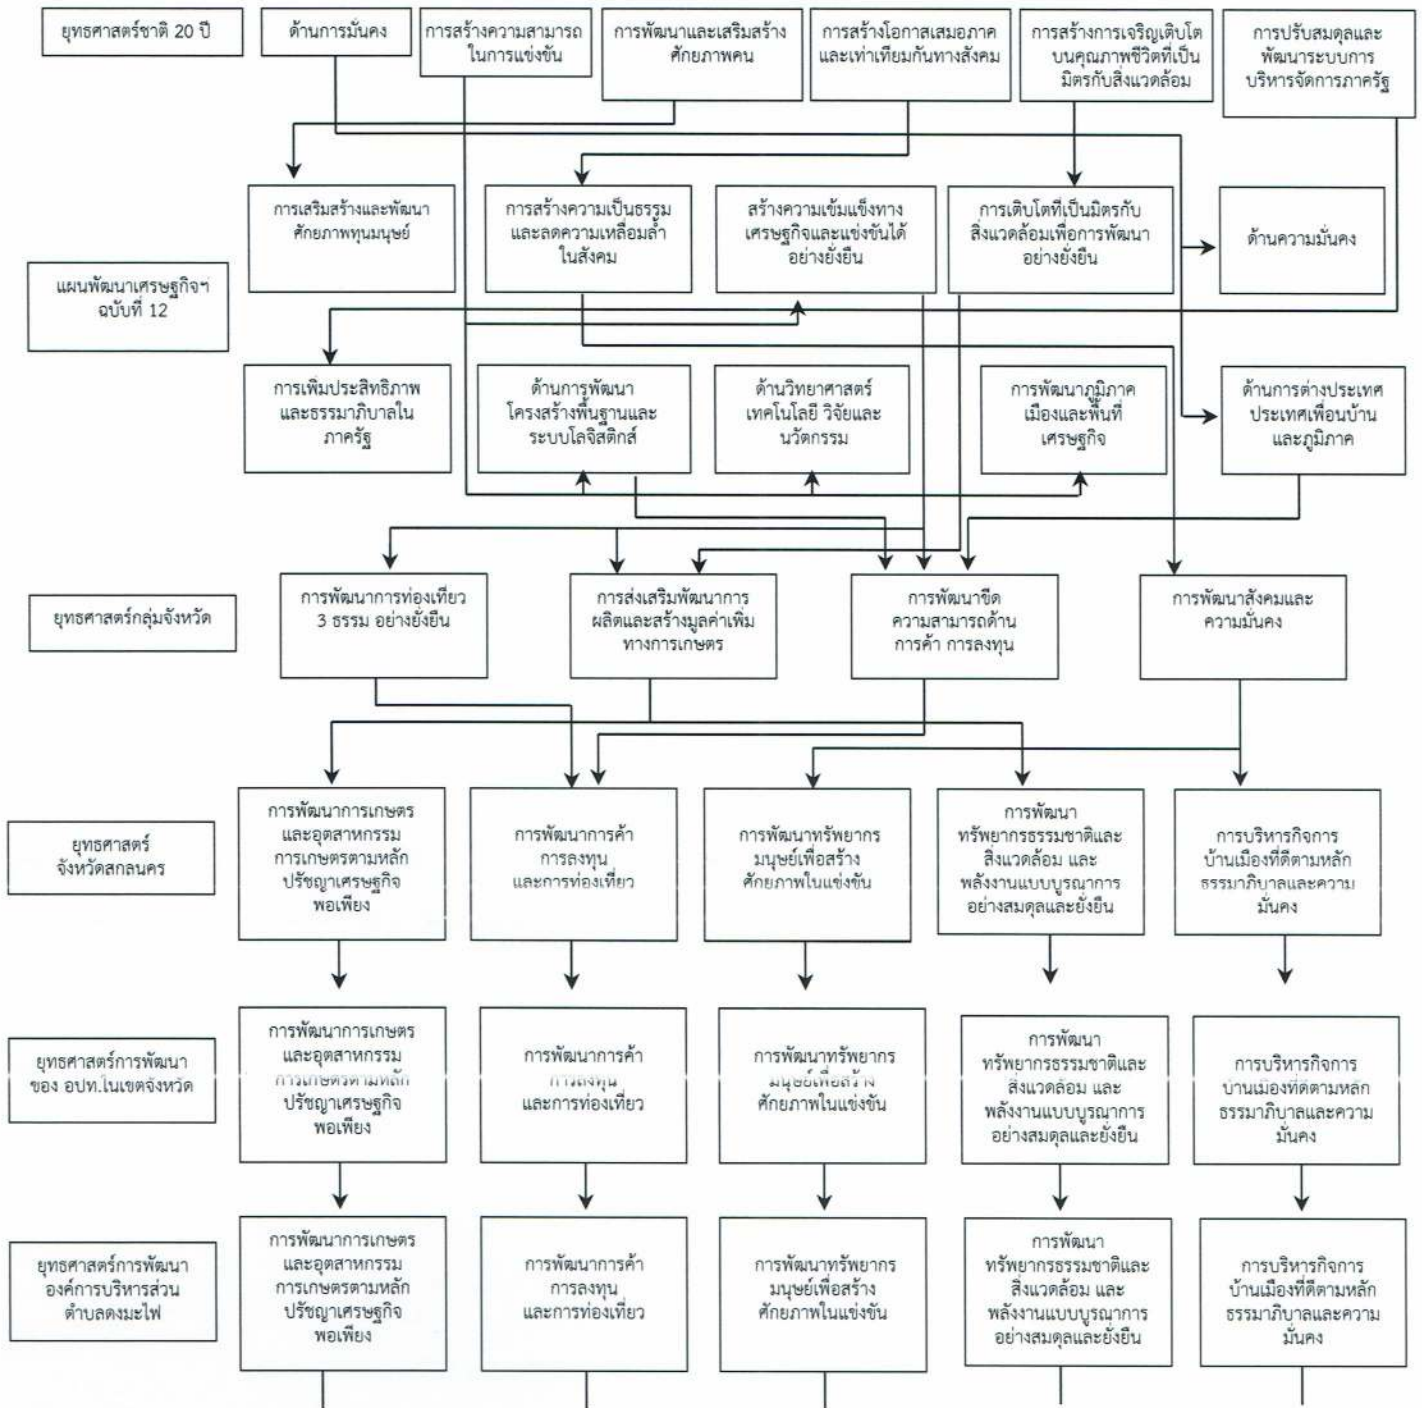 ยุทธศาสตร์ชาติ 20 ปี
ด้านการมั่นคง
การสร้างความสามารถ
ในการแข่งขัน
การพัฒนาและเสริมสร้าง
ศักยภาพคน
การสร้างโอกาสเสมอภาค
และเท่าเทียมกันทางสังคม
การสร้างการเจริญเติบโต
บนคุณภาพชีวิตที่เป็น
มิตรกับสิ่งแวดล้อม
การปรับสมดุลและ
พัฒนาระบบการ
บริหารจัดการภาครัฐ
แผนพัฒนาเศรษฐกิจฯ
ฉบับที่ 12
การเสริมสร้างและพัฒนา
ศักยภาพทุนมนุษย์
การสร้างความเป็นธรรม
และลดความเหลื่อมล้ำ
ในสังคม
สร้างความเข้มแข็งทาง
เศรษฐกิจและแข่งขันได้
อย่างยั่งยืน
การเติบโตที่เป็นมิตรกับ
สิ่งแวดล้อมเพื่อการพัฒนา
อย่างยั่งยืน
ด้านความมั่นคง
การเพิ่มประสิทธิภาพ
และธรรมาภิบาลใน
ภาครัฐ
ด้านการพัฒนา
โครงสร้างพื้นฐานและ
ระบบโลจิสติกส์
ด้านวิทยาศาสตร์
เทคโนโลยี วิจัยและ
นวัตกรรม
การพัฒนาภูมิภาค
เมืองและพื้นที่
เศรษฐกิจ
ด้านการต่างประเทศ
ประเทศเพื่อนบ้าน
และภูมิภาค
ยุทธศาสตร์กลุ่มจังหวัด
การพัฒนาการท่องเที่ยว
3 ธรรม อย่างยั่งยืน
การส่งเสริมพัฒนาการ
ผลิตและสร้างมูลค่าเพิ่ม
ทางการเกษตร
การพัฒนาขีด
ความสามารถด้าน
การค้า การลงทุน
การพัฒนาสังคมและ
ความมั่นคง
ยุทธศาสตร์
จังหวัดสกลนคร
การพัฒนาการเกษตร
และอุตสาหกรรม
การเกษตรตามหลัก
ปรัชญาเศรษฐกิจ
พอเพียง
การพัฒนาการค้า
การลงทุน
และการท่องเที่ยว
การพัฒนาทรัพยากร
มนุษย์เพื่อสร้าง
ศักยภาพในแข่งขัน
การพัฒนา
ทรัพยากรธรรมชาติและ
สิ่งแวดล้อม และ
พลังงานแบบบูรณาการ
อย่างสมดุลและยั่งยืน
การบริหารกิจการ
บ้านเมืองที่ดีตามหลัก
ธรรมาภิบาลและความ
มั่นคง
ยุทธศาสตร์การพัฒนา
ของ อปท.ในเขตจังหวัด
การพัฒนาการเกษตร
และอุตสาหกรรม
การเกษตรตามหลัก
ปรัชญาเศรษฐกิจ
พอเพียง
การพัฒนาการค้า
การลงทุน
และการท่องเที่ยว
การพัฒนาทรัพยากร
มนุษย์เพื่อสร้าง
ศักยภาพในแข่งขัน
การพัฒนา
ทรัพยากรธรรมชาติและ
สิ่งแวดล้อม และ
พลังงานแบบบูรณาการ
อย่างสมดุลและยั่งยืน
การบริหารกิจการ
บ้านเมืองที่ดีตามหลัก
ธรรมาภิบาลและความ
มั่นคง
ยุทธศาสตร์การพัฒนา
องค์การบริหารส่วน
ตำบลดงมะไฟ
การพัฒนาการเกษตร
และอุตสาหกรรม
การเกษตรตามหลัก
ปรัชญาเศรษฐกิจ
พอเพียง
การพัฒนาการค้า
การลงทุน
และการท่องเที่ยว
การพัฒนาทรัพยากร
มนุษย์เพื่อสร้าง
ศักยภาพในแข่งขัน
การพัฒนา
ทรัพยากรธรรมชาติและ
สิ่งแวดล้อม และ
พลังงานแบบบูรณาการ
อย่างสมดุลและยั่งยืน
การบริหารกิจการ
บ้านเมืองที่ดีตามหลัก
ธรรมาภิบาลและความ
มั่นคง